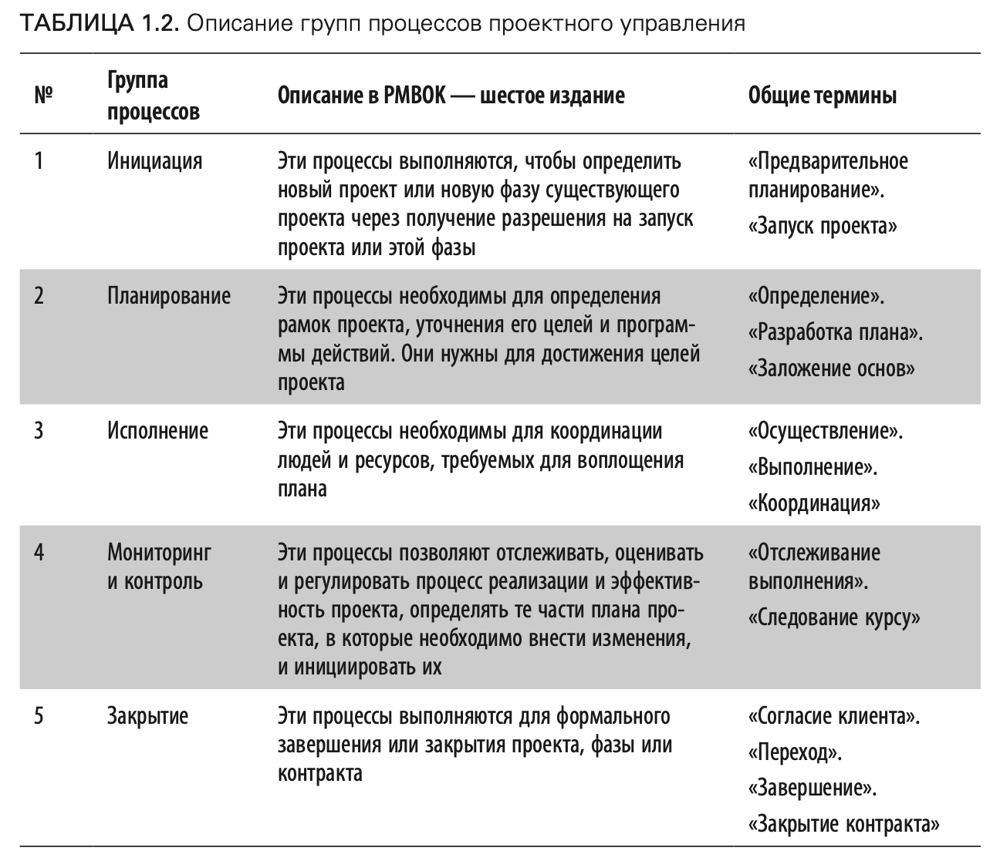 ТАБЛИЦА 1.2. Описание групп процессов проектного управления
№
Группа
процессов
Описание в PMBOK — шестое издание
Общие термины
1
Инициация
Эти процессы выполняются, чтобы определить
новый проект или новую фазу существующего
проекта через получение разрешения на запуск
проекта или этой фазы
«Предварительное
планирование».
«Запуск проекта»
2
Планирование
Эти процессы необходимы для определения
рамок проекта, уточнения его целей и програм-
мы действий. Они нужны для достижения целей
проекта
«Определение».
«Разработка плана».
«Заложение основ»
3
Исполнение
Эти процессы необходимы для координации
людей и ресурсов, требуемых для воплощения
плана
«Осуществление».
«Выполнение».
«Координация»
4
Мониторинг
и контроль
Эти процессы позволяют отслеживать, оценивать
и регулировать процесс реализации и эффектив-
ность проекта, определять те части плана про-
екта, в которые необходимо внести изменения,
и инициировать их
«Отслеживание
выполнения».
«Следование курсу»
5
Закрытие
Эти процессы выполняются для формального
завершения или закрытия проекта, фазы или
контракта
«Согласие клиента».
«Переход».
«Завершение».
«Закрытие контракта»